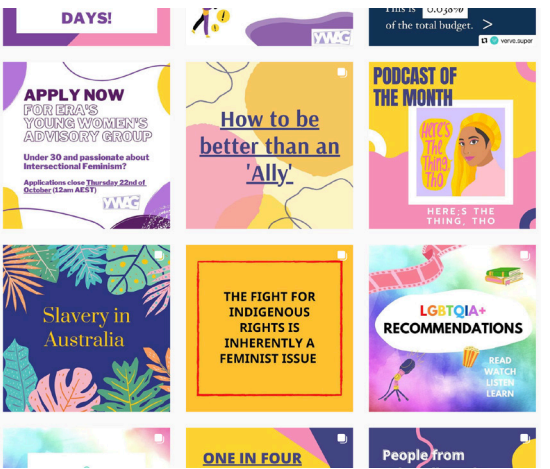 DAYS!
YWAG
This is 0.038%
of the total budget. >
verve.super
APPLY NOW
FOR ERA'S
YOUNG WOMEN'S
ADVISORY GROUP
Under 30 and passionate about
Intersectional Feminism?
Applications close Thursday 22nd of
October (12am AEST)
YWAG
How to be
better than an
'Ally'
PODCAST OF
THE MONTH
HERE'S
THE
THING,
THO
HERE;S THE
THING, THO
Slavery in
Australia
THE FIGHT FOR
INDIGENOUS
RIGHTS IS
INHERENTLY A
FEMINIST ISSUE
LGBTQIA+
RECOMMENDATIONS
READ
WATCH
LISTEN
LEARN
ONE IN FOUR
People from